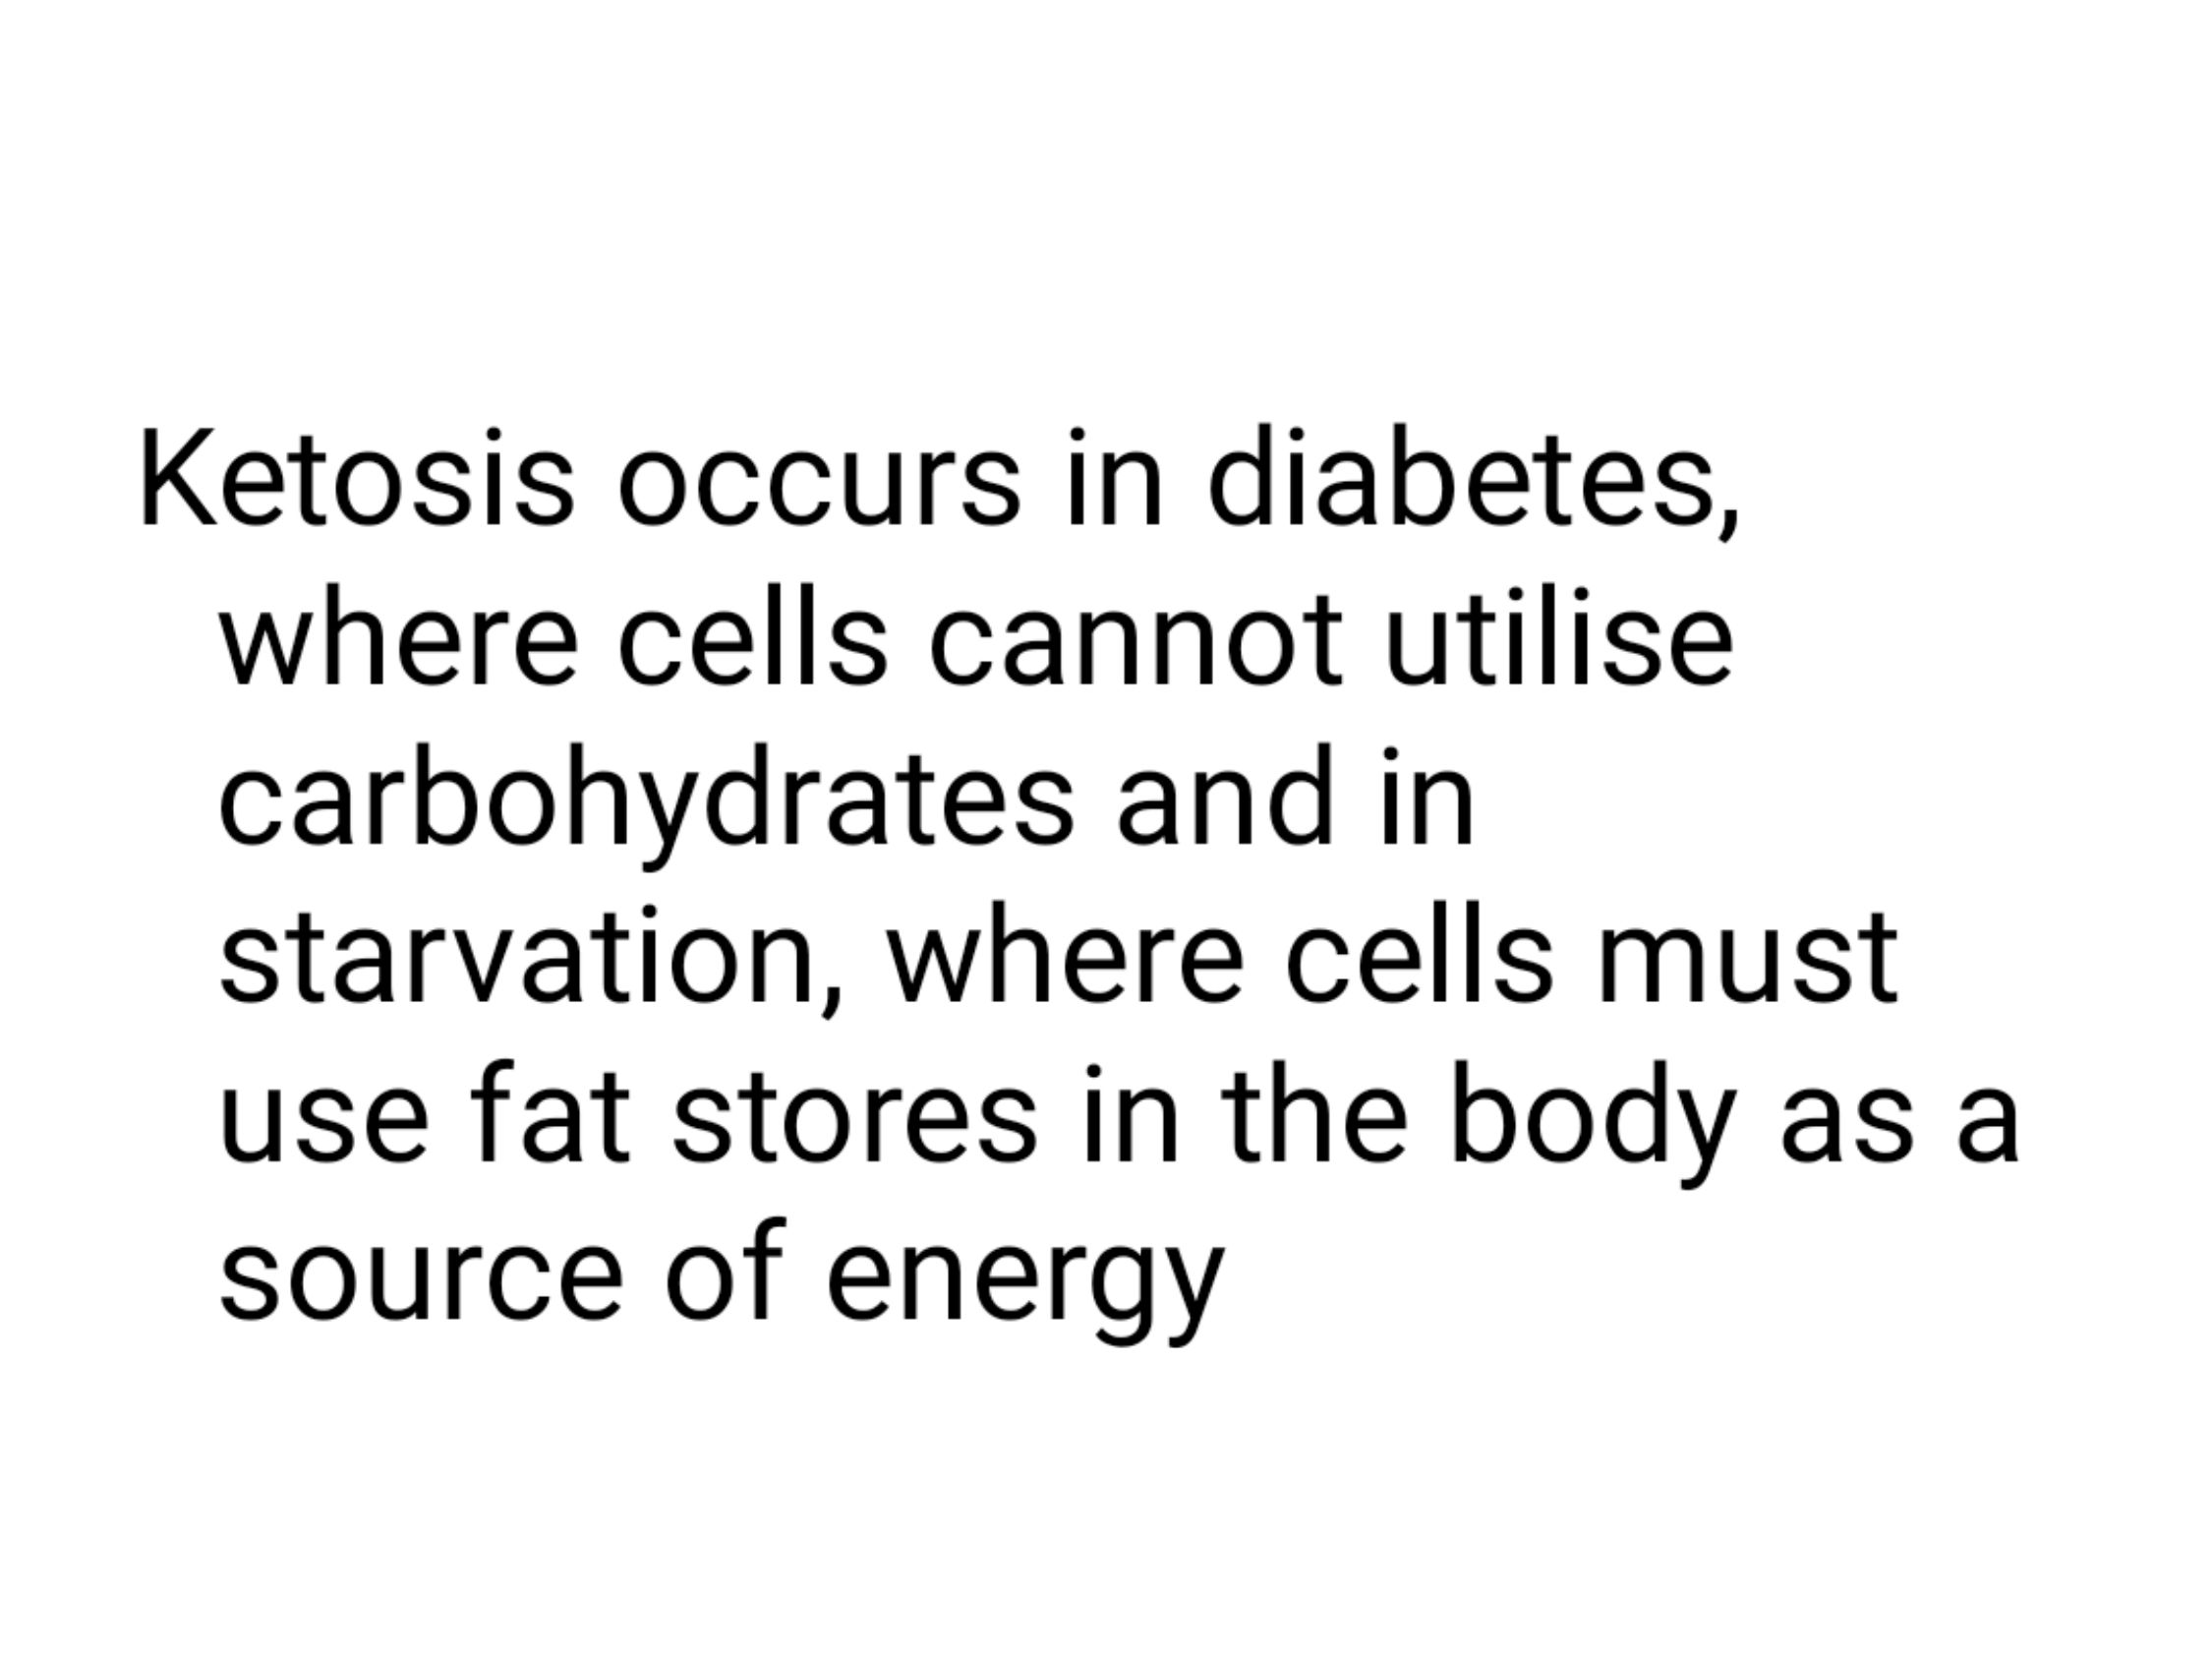 Ketosis occurs in diabetes,
where cells cannot utilise
carbohydrates and in
starvation, where cells must
use fat stores in the body as a
source of energy